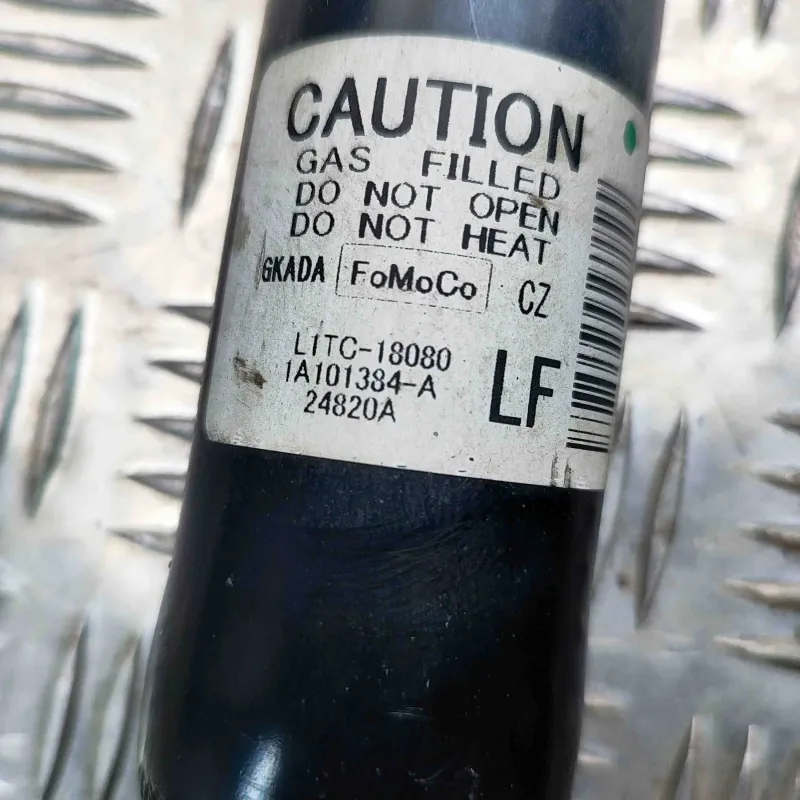 CAUTION
GAS FILLED
DO NOT OPEN
DO NOT HEAT
GKADA FoMoCo CZ
L1TC-18080
1A101384-A
24820A
LF